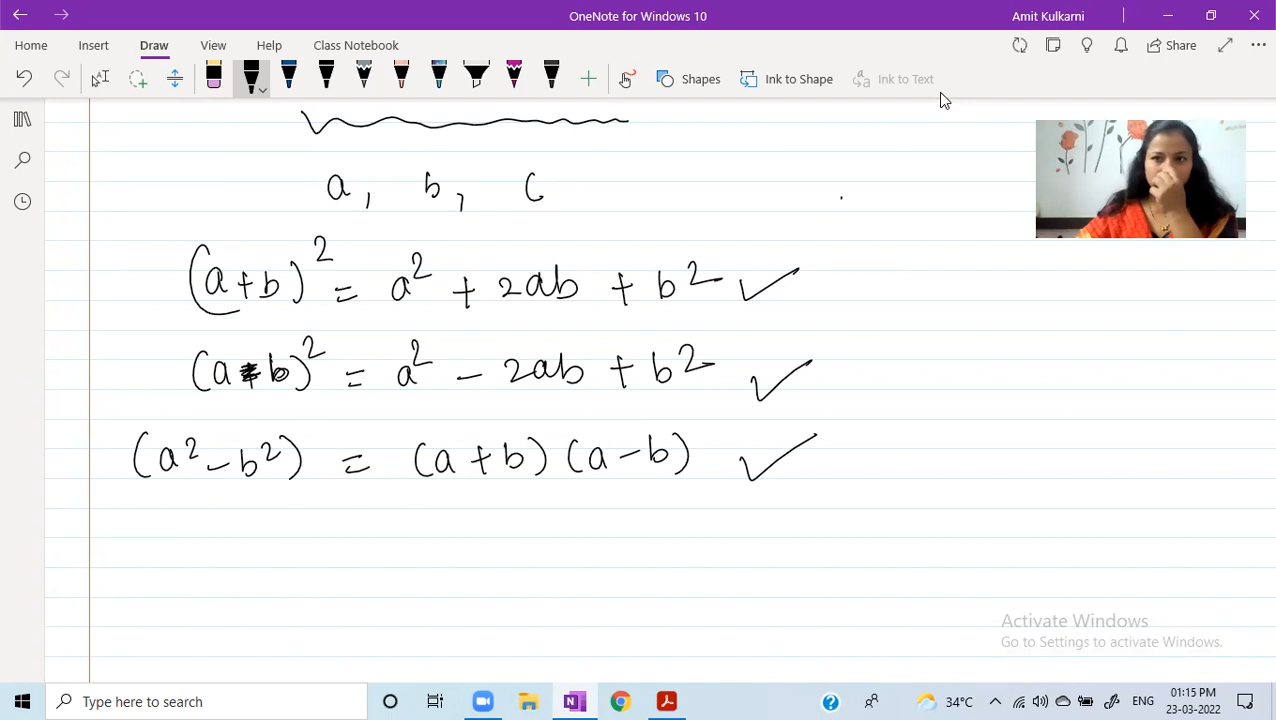 OneNote for Windows 10
Amit Kulkarni
Home Insert Draw View Help Class Notebook Share
Shapes Ink to Shape Ink to Text
a, b, c
(a+b)² = a² + 2ab + b² ✓
(a-b)² = a² - 2ab + b² ✓
(a²-b²) = (a+b)(a-b) ✓
Activate Windows
Go to Settings to activate Windows.
Type here to search
34°C
ENG
01:15 PM
23-03-2022